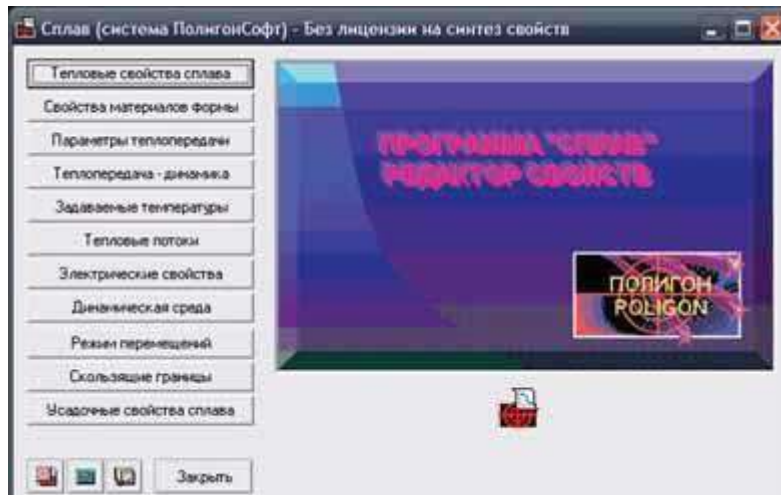 Сплав (система ПолигонСофт) - Без лицензии на синтез свойств
Тепловые свойства сплава
Свойства материалов формы
Параметры теплопередачи
Теплопередача - динамика
Задаваемые температуры
Тепловые потоки
Электрические свойства
Динамическая среда
Режим перемещений
Скользящие границы
Усадочные свойства сплава
Закрыть
ПРОГРАММА "СПЛАВ"
РЕДАКТОР СВОЙСТВ
ПОЛИГОН
POLIGON